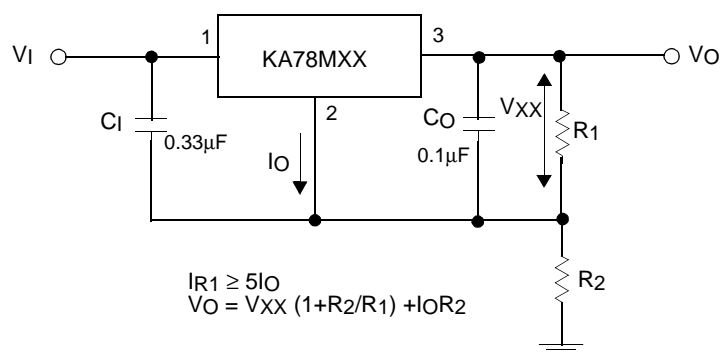 VI
1
KA78MXX
3
VO
2
CI
0.33μF
IO
CO
0.1μF
VXX
R1
R2
IR1 ≥ 5IO
VO = VXX (1+R2/R1) +IOR2